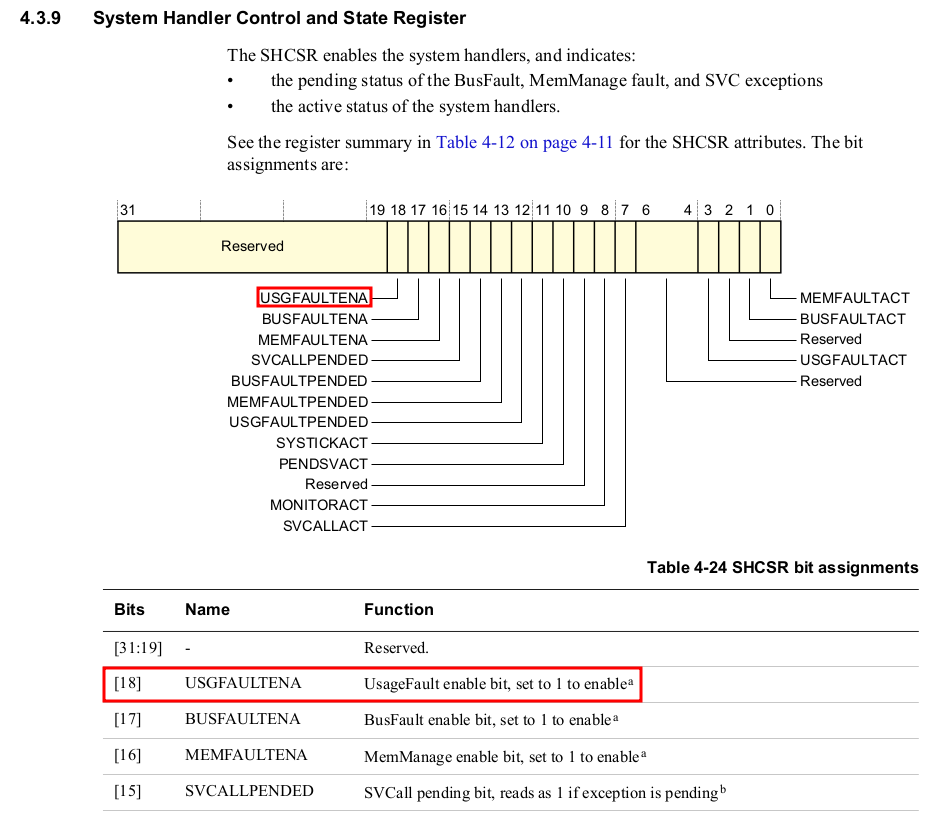 4.3.9 System Handler Control and State Register
The SHCSR enables the system handlers, and indicates:
• the pending status of the BusFault, MemManage fault, and SVC exceptions
• the active status of the system handlers.
See the register summary in Table 4-12 on page 4-11 for the SHCSR attributes. The bit
assignments are:
31 19 18 17 16 15 14 13 12 11 10 9 8 7 6 4 3 2 1 0
Reserved
USGFAULTENA MEMFAULTACT
BUSFAULTENA BUSFAULTACT
MEMFAULTENA Reserved
SVCALLPENDED USGFAULTACT
BUSFAULTPENDED Reserved
MEMFAULTPENDED
USGFAULTPENDED
SYSTICKACT
PENDSVACT
Reserved
MONITORACT
SVCALLACT
Table 4-24 SHCSR bit assignments
Bits Name Function
[31:19] - Reserved.
[18] USGFAULTENA UsageFault enable bit, set to 1 to enable a
[17] BUSFAULTENA BusFault enable bit, set to 1 to enable a
[16] MEMFAULTENA MemManage enable bit, set to 1 to enable a
[15] SVCALLPENDED SVCall pending bit, reads as 1 if exception is pending b